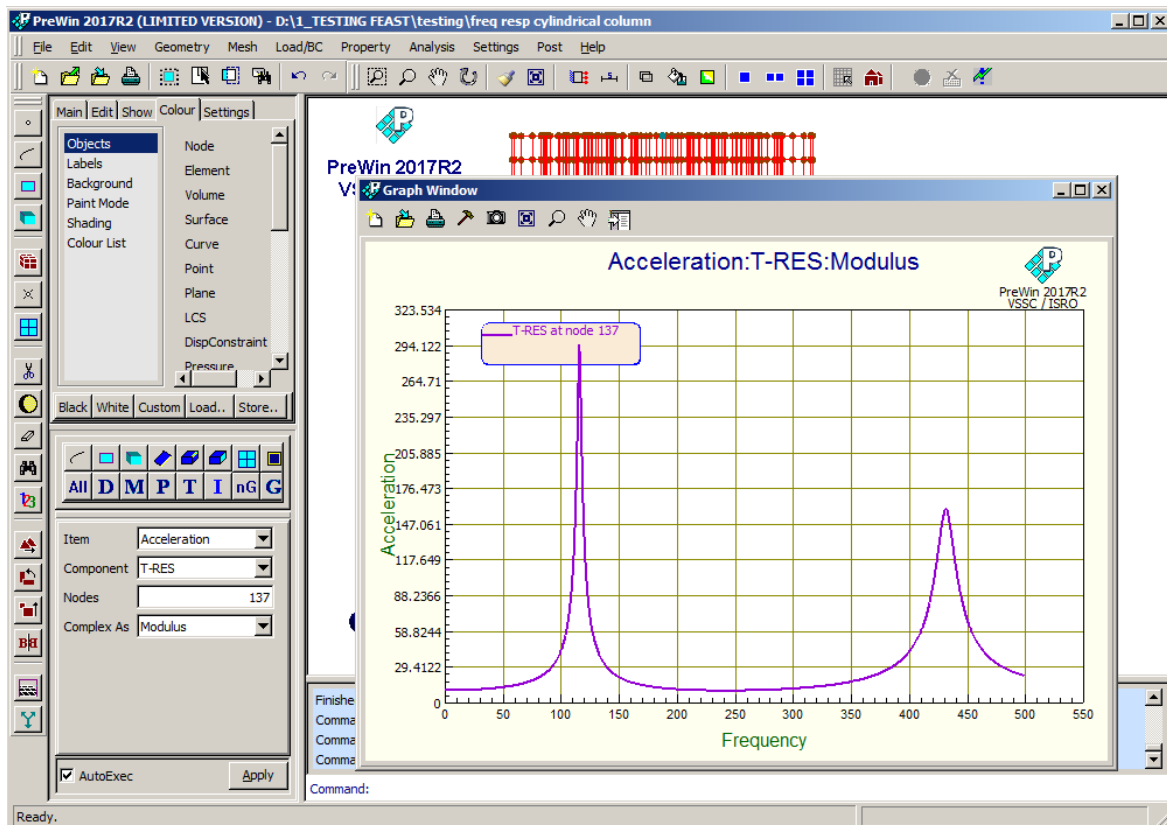 PreWin 2017R2 (LIMITED VERSION) - D:\1_TESTING FEAST\testing\freq resp cylindrical column
File Edit View Geometry Mesh Load/BC Property Analysis Settings Post Help
Main Edit Show Colour Settings
Objects
Labels
Background
Paint Mode
Shading
Colour List
Node
Element
Volume
Surface
Curve
Point
Plane
LCS
DispConstraint
Pressure
Black White Custom Load.. Store..
All D M P T I nG G
Item Acceleration
Component T-RES
Nodes 137
Complex As Modulus
AutoExec Apply
PreWin 2017R2
Graph Window
Acceleration:T-RES:Modulus
PreWin 2017R2
VSSC / ISRO
T-RES at node 137
323.534
294.122
264.71
235.297
205.885
176.473
147.061
117.649
88.2366
58.8244
29.4122
0
Acceleration
0 50 100 150 200 250 300 350 400 450 500 550
Frequency
Finishe
Comma
Comma
Comma
Command:
Ready.